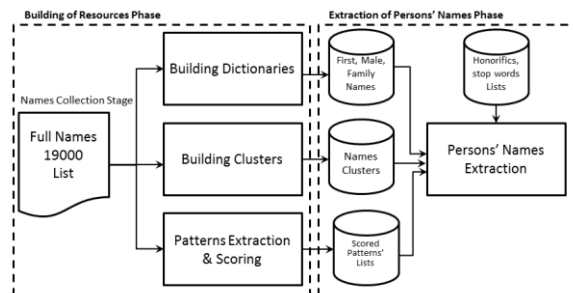 Building of Resources Phase
Extraction of Persons' Names Phase
Names Collection Stage
Full Names
19000
List
Building Dictionaries
Building Clusters
Patterns Extraction
& Scoring
First, Male,
Family
Names
Names
Clusters
Scored
Patterns'
Lists
Honorifics,
stop words
Lists
Persons' Names
Extraction